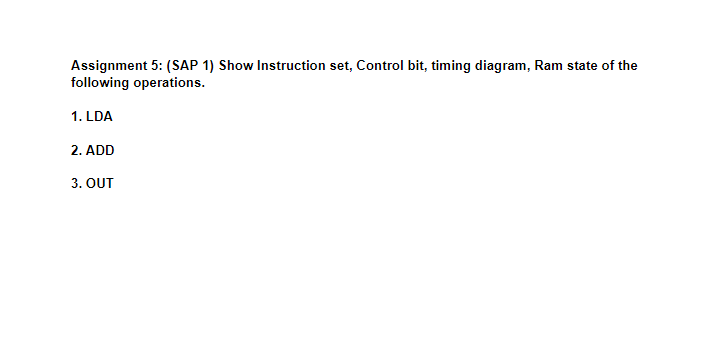 Assignment 5: (SAP 1) Show Instruction set, Control bit, timing diagram, Ram state of the
following operations.
1. LDA
2. ADD
3. OUT